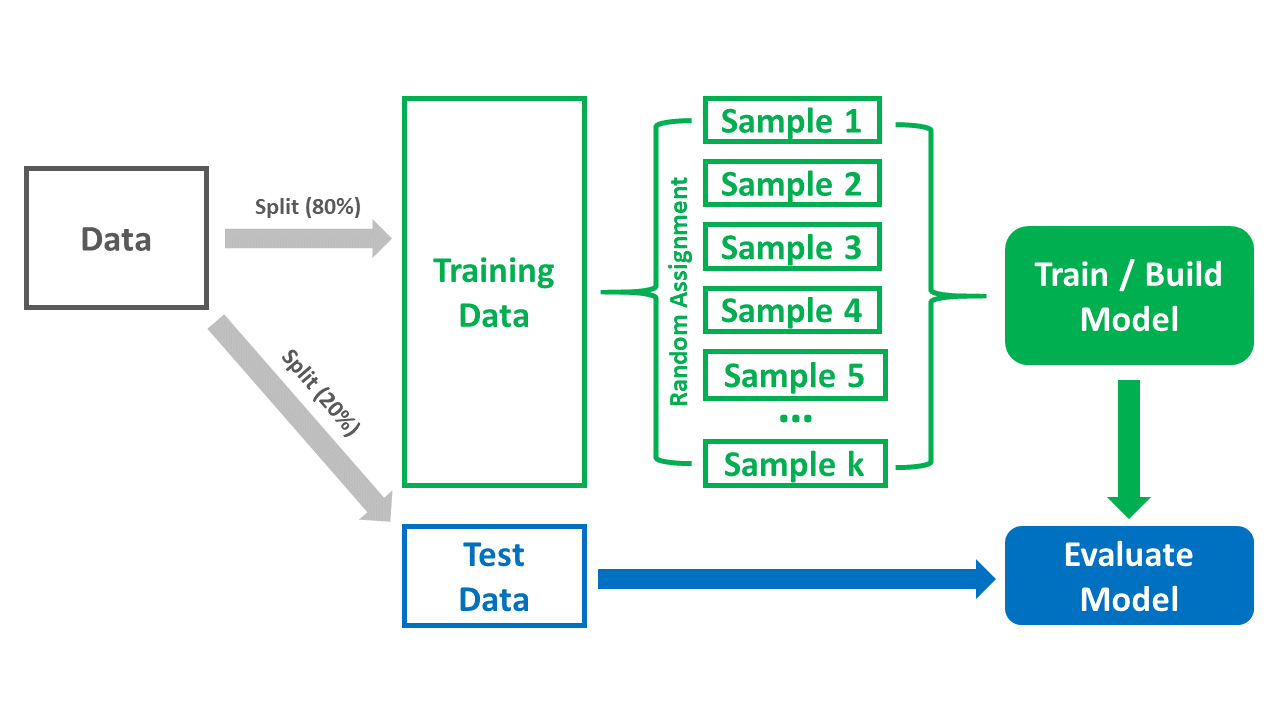 Data
Split (80%)
Split (20%)
Training
Data
Random Assignment
Sample 1
Sample 2
Sample 3
Sample 4
Sample 5
...
Sample k
Train / Build
Model
Test
Data
Evaluate
Model